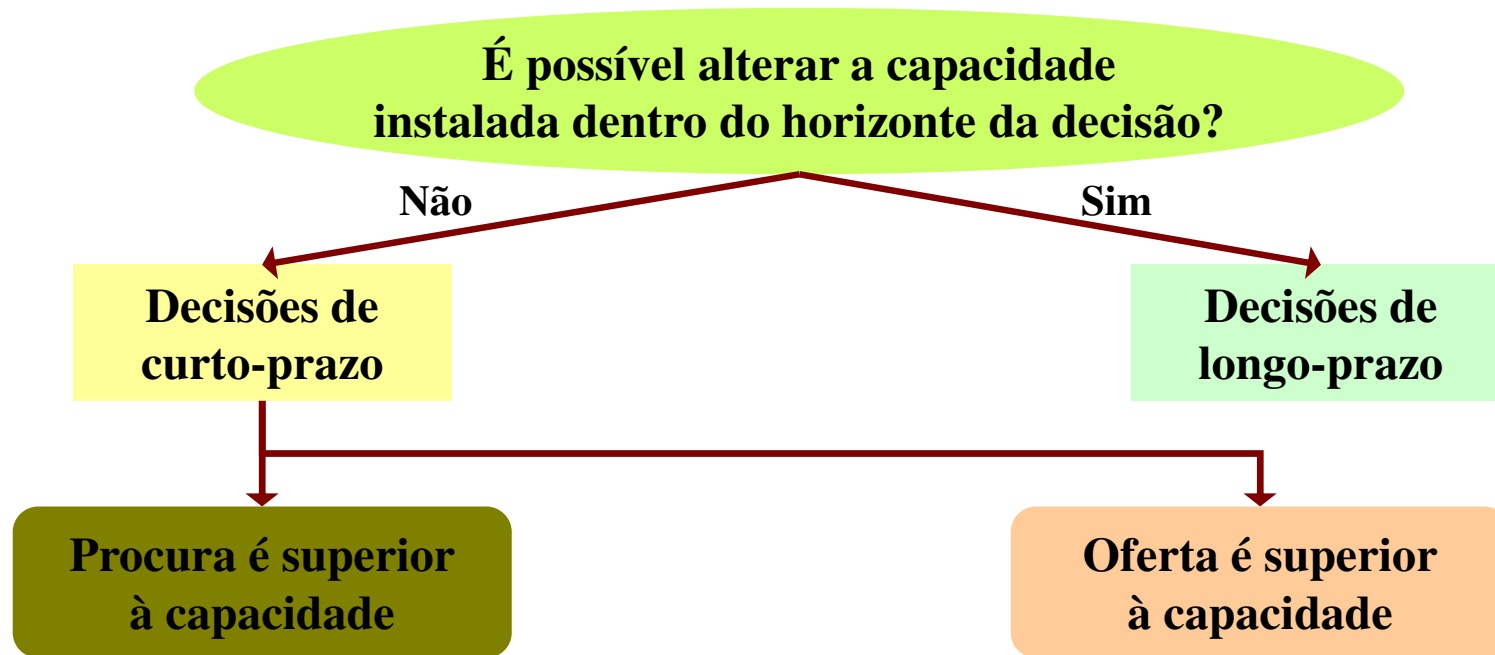 É possível alterar a capacidade
instalada dentro do horizonte da decisão?
Não
Sim
Decisões de
curto-prazo
Decisões de
longo-prazo
Procura é superior
à capacidade
Oferta é superior
à capacidade